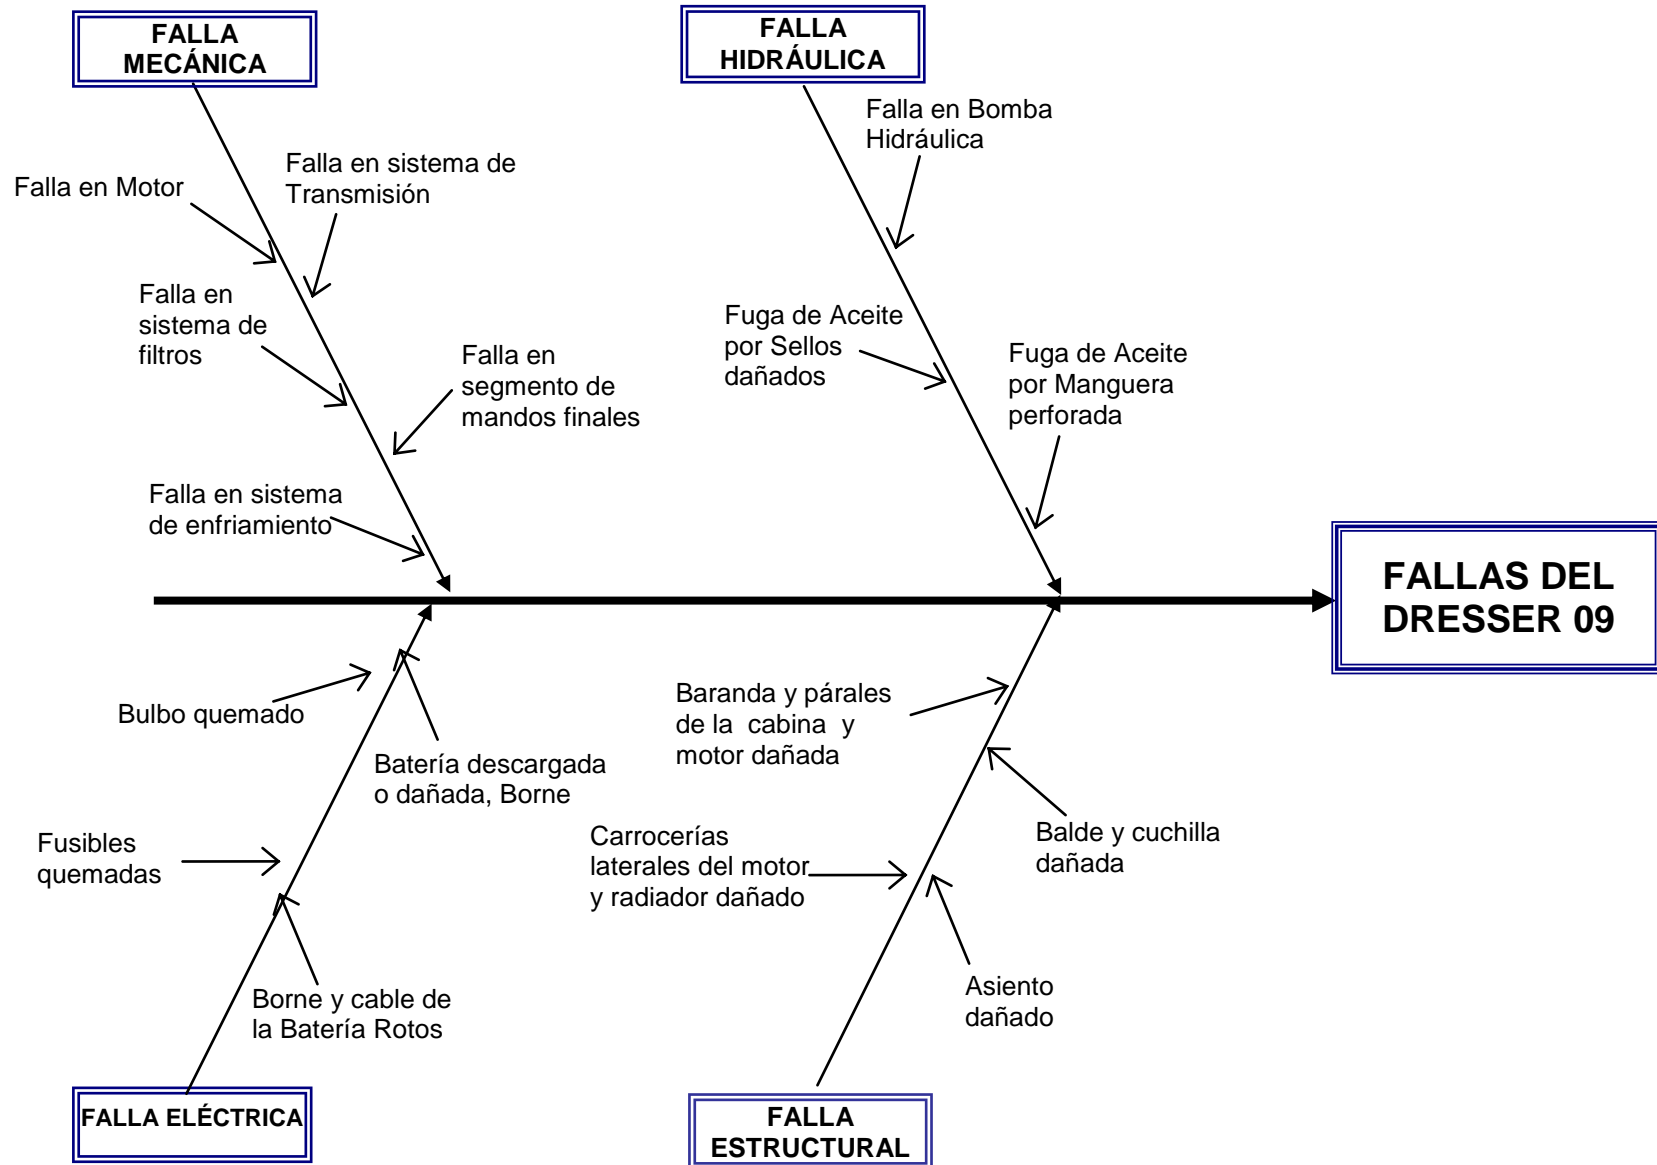 FALLA
MECÁNICA
FALLA
HIDRÁULICA
Falla en Bomba
Hidráulica
Falla en sistema de
Transmisión
Falla en Motor
Falla en
sistema de
filtros
Fuga de Aceite
por Sellos
dañados
Falla en
segmento de
mandos finales
Fuga de Aceite
por Manguera
perforada
Falla en sistema
de enfriamiento
FALLAS DEL
DRESSER 09
Bulbo quemado
Baranda y párales
de la cabina y
motor dañada
Batería descargada
o dañada, Borne
Fusibles
quemadas
Carrocerías
laterales del motor
y radiador dañado
Balde y cuchilla
dañada
Borne y cable de
la Batería Rotos
Asiento
dañado
FALLA ELÉCTRICA
FALLA
ESTRUCTURAL